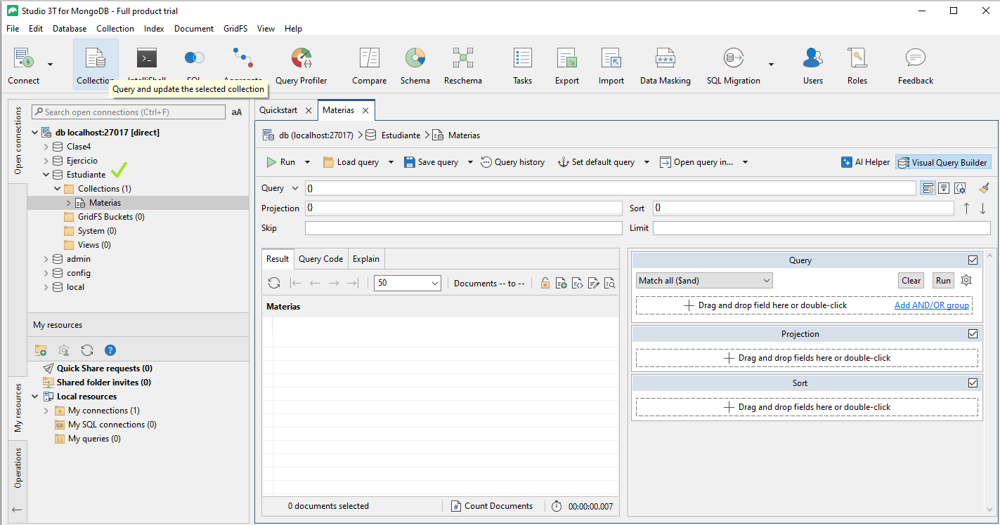 Studio 3T for MongoDB - Full product trial
File Edit Database Collection Index Document GridFS View Help
Connect Collection IntelliShell SQL Aggregate Query Profiler Compare Schema Reschema Tasks Export Import Data Masking SQL Migration Users Roles Feedback
Query and update the selected collection
Open connections
Search open connections (Ctrl+F) aA
db localhost:27017 [direct]
Clase4
Ejercicio
Estudiante
Collections (1)
Materias
GridFS Buckets (0)
System (0)
Views (0)
admin
config
local
My resources
My resources
Quick Share requests (0)
Shared folder invites (0)
Local resources
My connections (1)
My SQL connections (0)
My queries (0)
Operations
Quickstart Materias
db (localhost:27017) Estudiante Materias
Run Load query Save query Query history Set default query Open query in... AI Helper Visual Query Builder
Query {}
Projection {} Sort {}
Skip Limit
Result Query Code Explain
50 Documents -- to --
Materias
0 documents selected Count Documents 00:00:00.007
Query
Match all ($and) Clear Run
Drag and drop field here or double-click Add AND/OR group
Projection
Drag and drop fields here or double-click
Sort
Drag and drop fields here or double-click